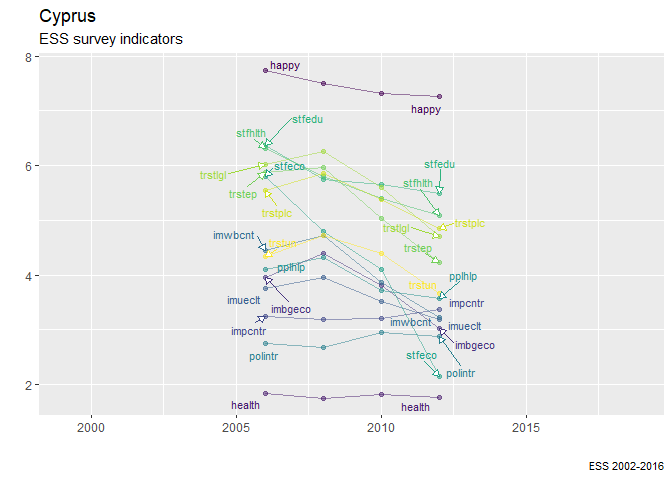 Cyprus
ESS survey indicators
8
happy
happy
stfedu
stfhlth
6
stfeco
stfedu
trstlgl
stfhlth
trstep
trstplc
trstplc
trstlgl
imwbcnt
trstun
trstep
4
pplhlp
pplhlp
trstun
imueclt
imbgeco
impcntr
impcntr
imwbcnt
imueclt
imbgeco
polintr
stfeco
polintr
2
health
health
2000
2005
2010
2015
ESS 2002-2016